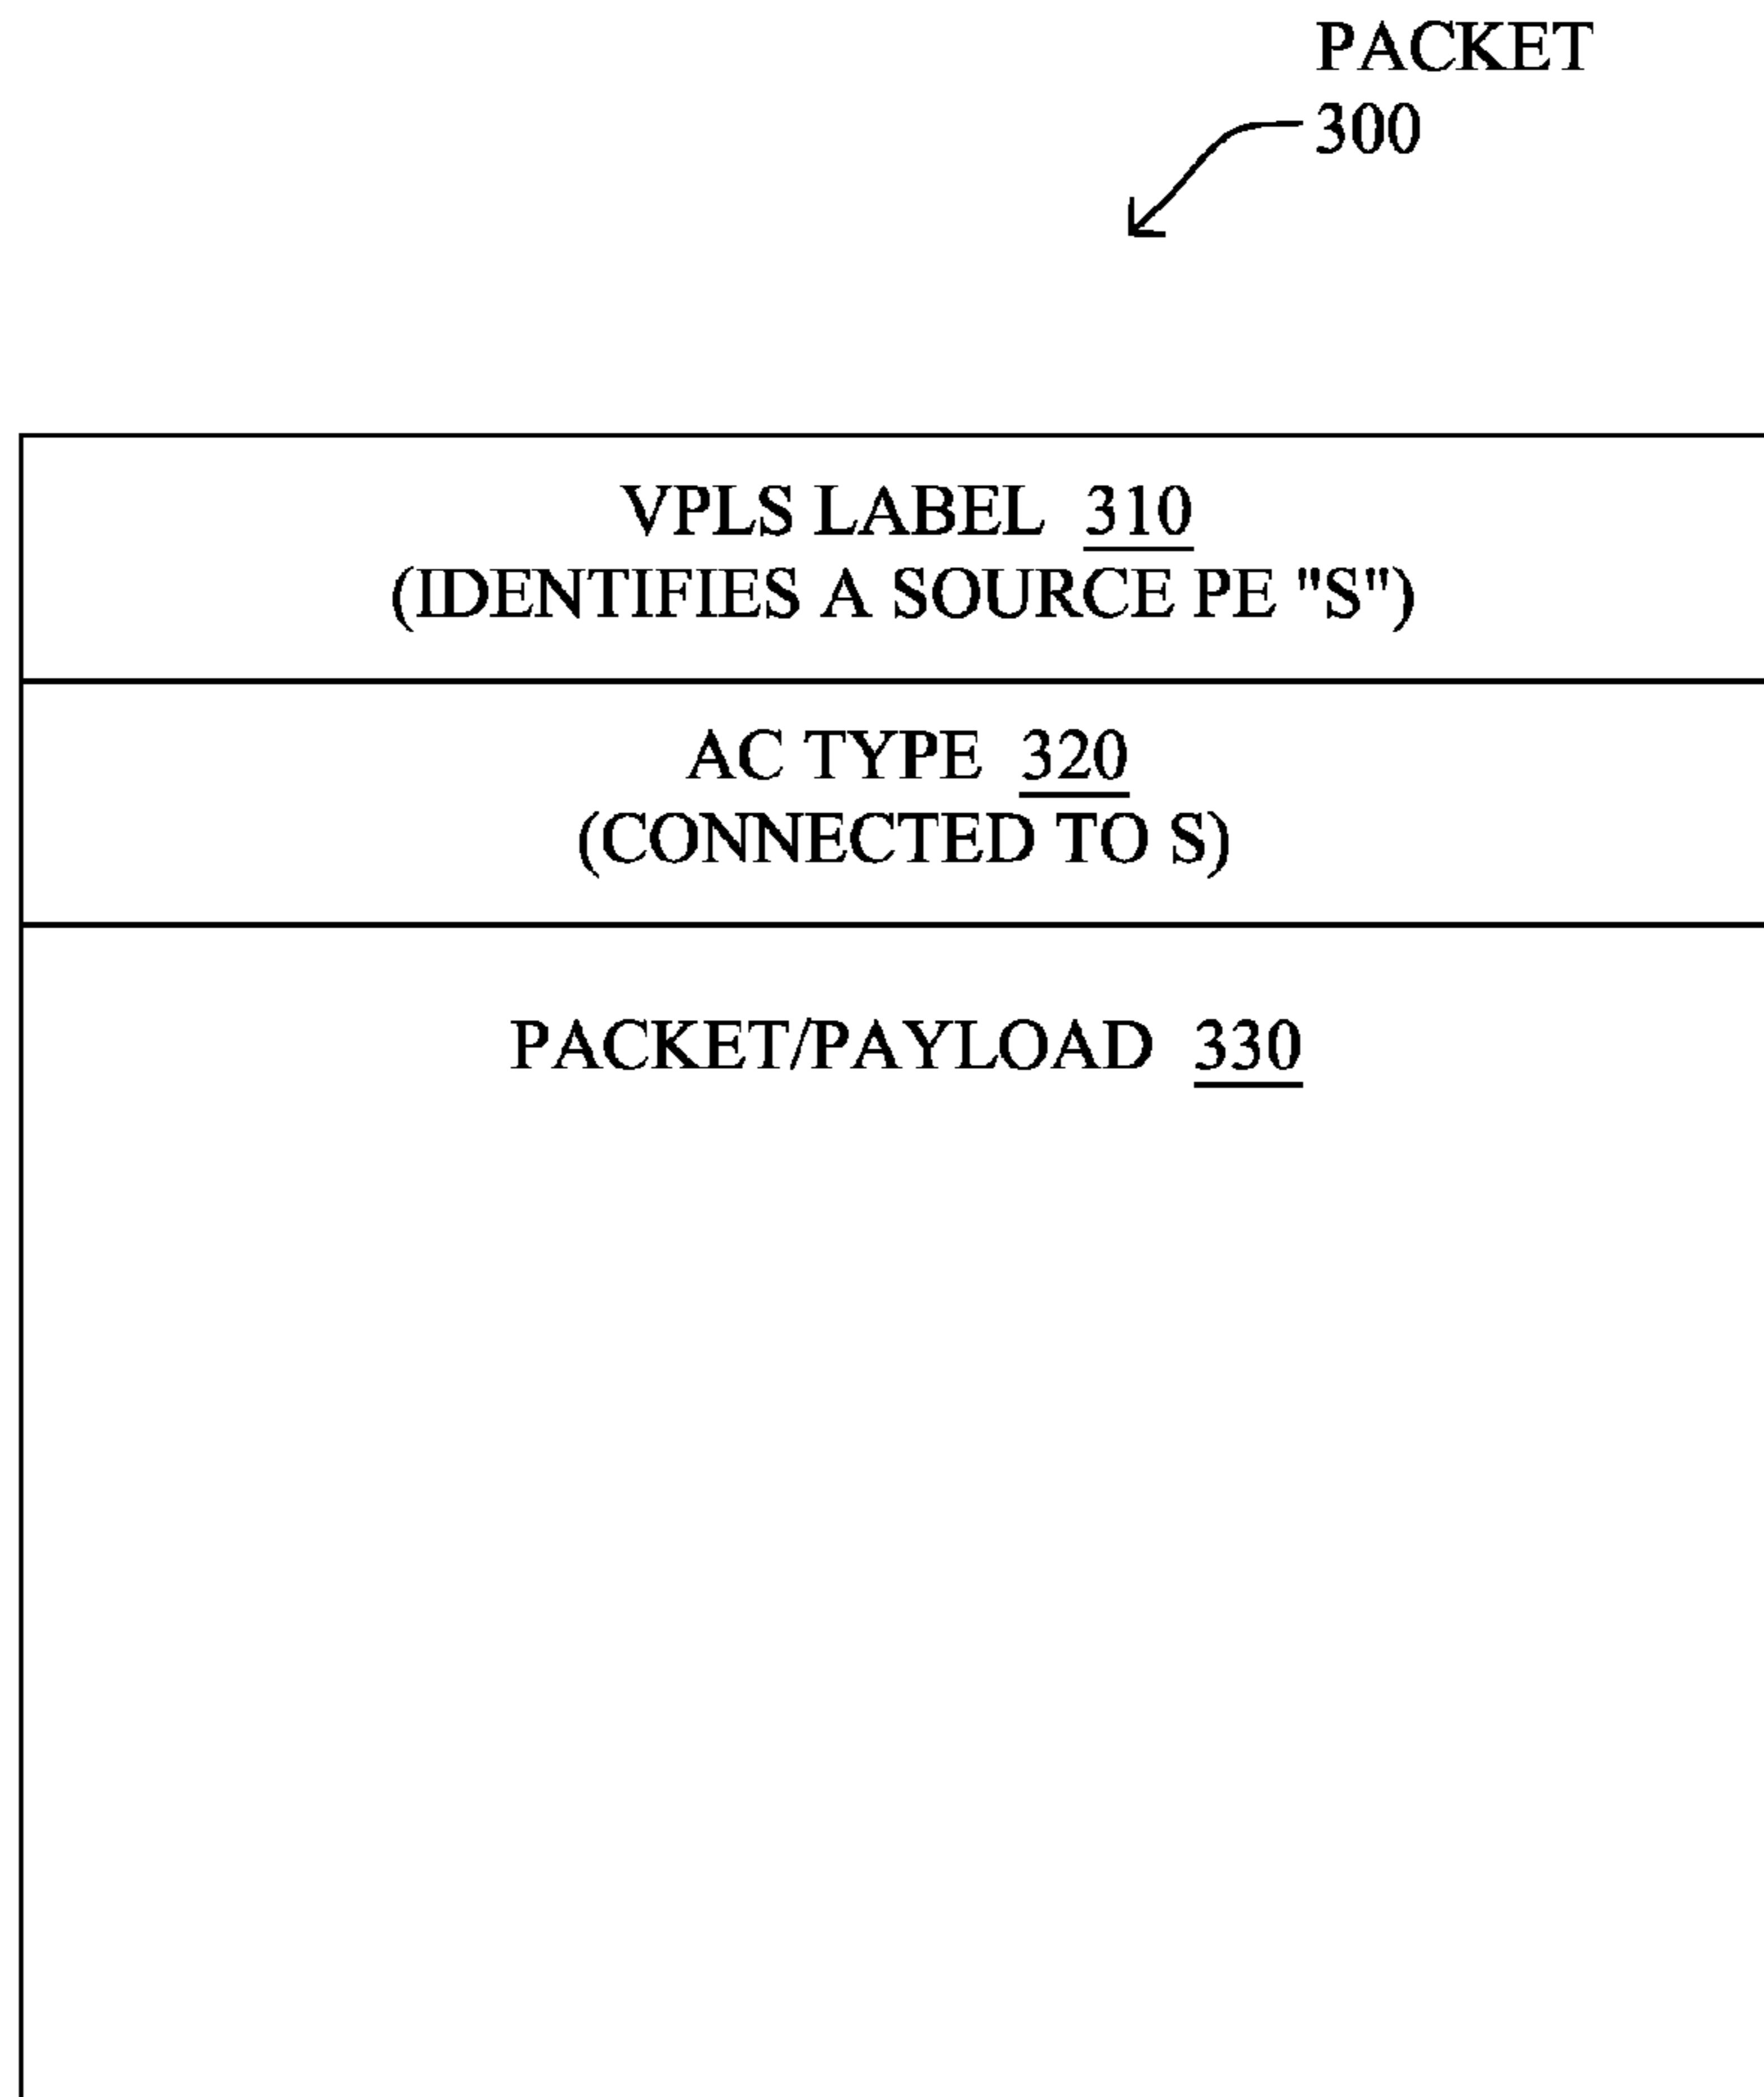 PACKET
300
VPLS LABEL 310
(IDENTIFIES A SOURCE PE "S")
AC TYPE 320
(CONNECTED TO S)
PACKET/PAYLOAD 330